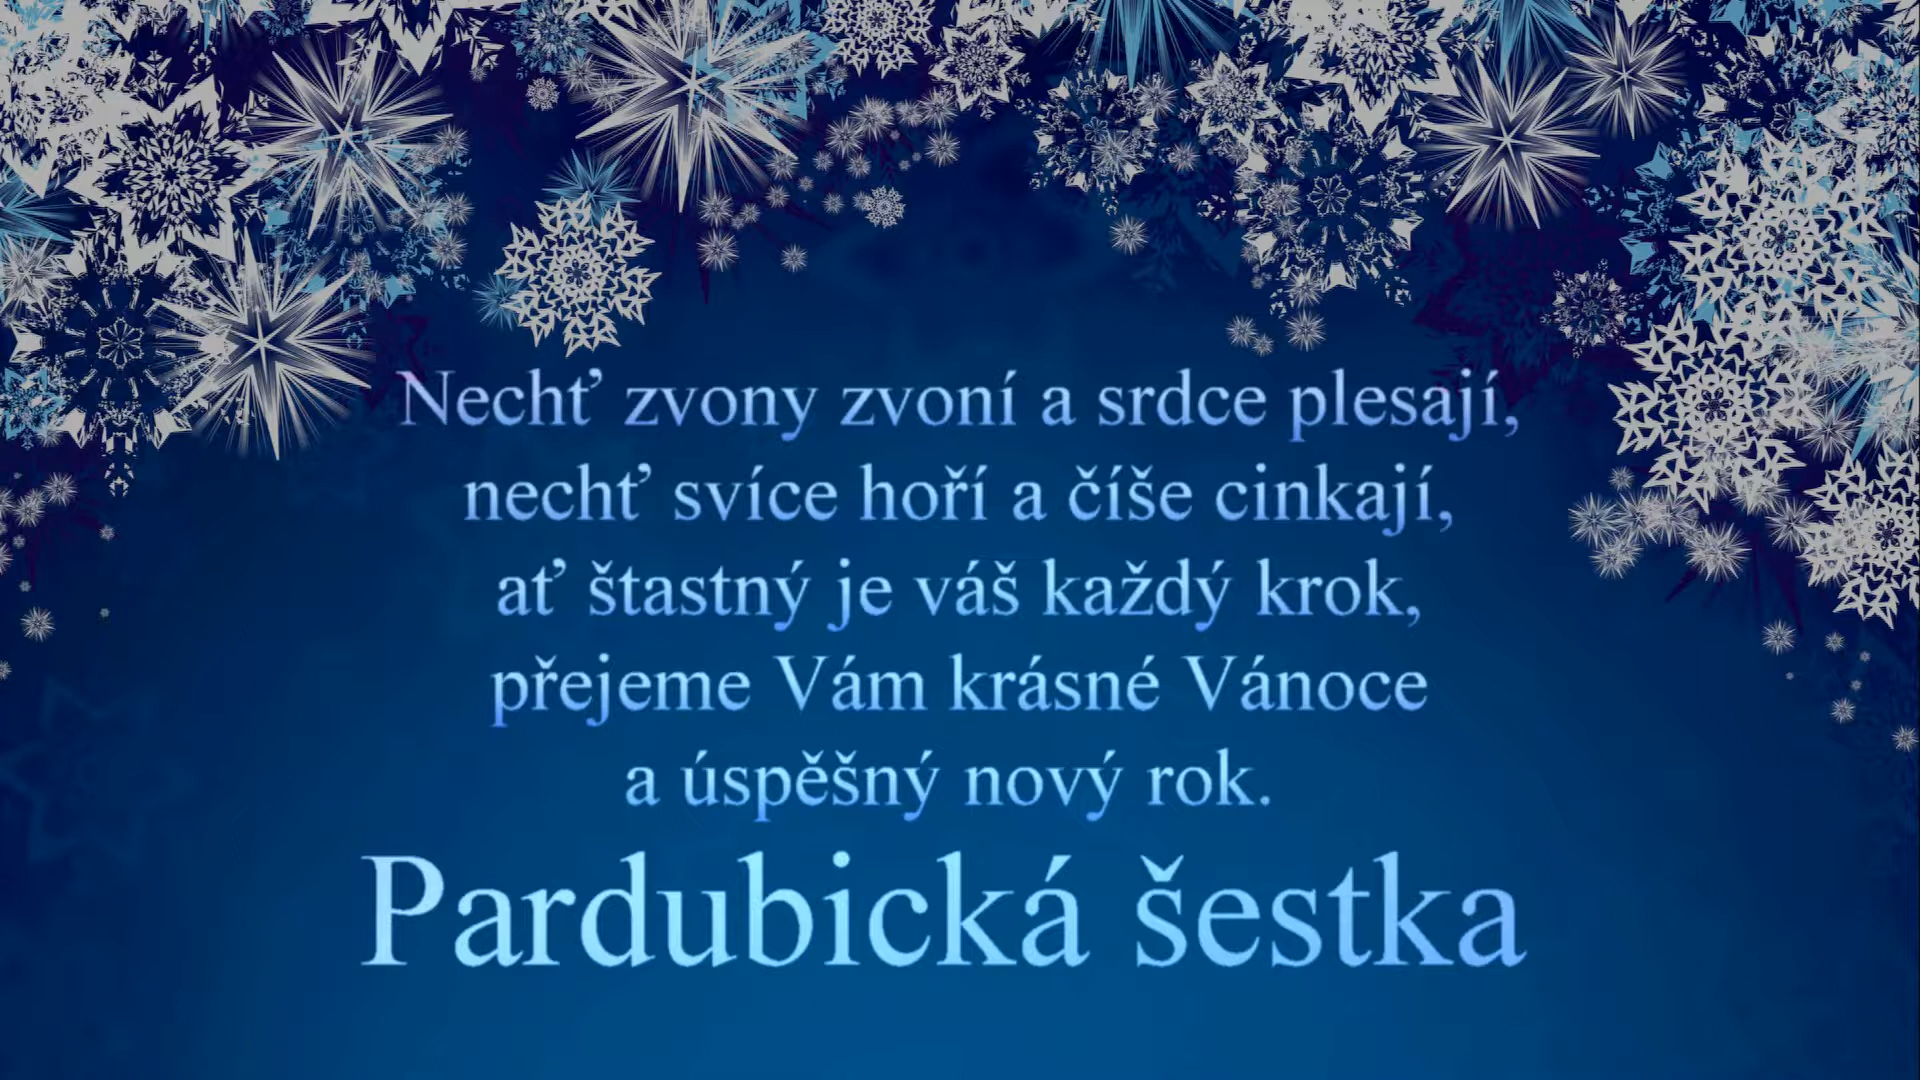 Nechť zvony zvoní a srdce plesají,
nechť svíce hoří a číše cinkají,
ať štastný je váš každý krok,
přejeme Vám krásné Vánoce
a úspěšný nový rok.
Pardubická šestka